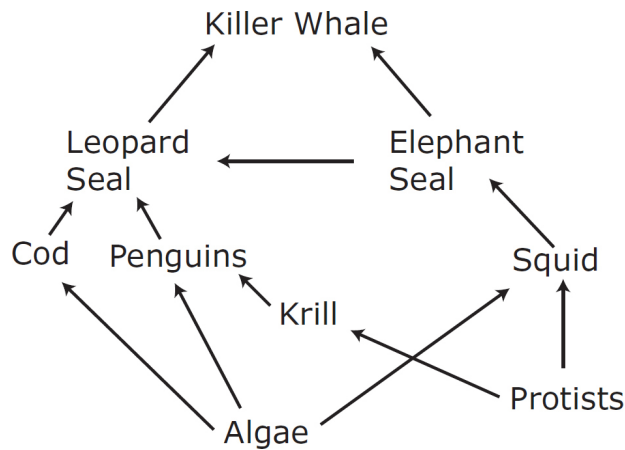 Killer Whale
Leopard
Seal
Elephant
Seal
Cod
Penguins
Squid
Krill
Protists
Algae